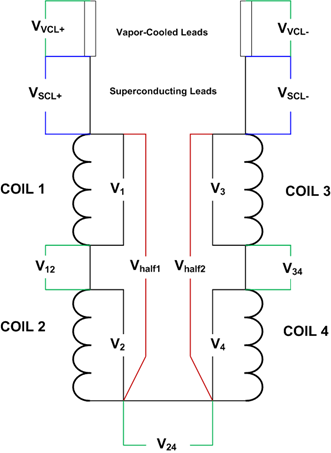 V_VCL+ Vapor-Cooled Leads V_VCL-
V_SCL+ Superconducting Leads V_SCL-
COIL 1 V_1 V_3 COIL 3
V_12 V_half1 V_half2 V_34
COIL 2 V_2 V_4 COIL 4
V_24